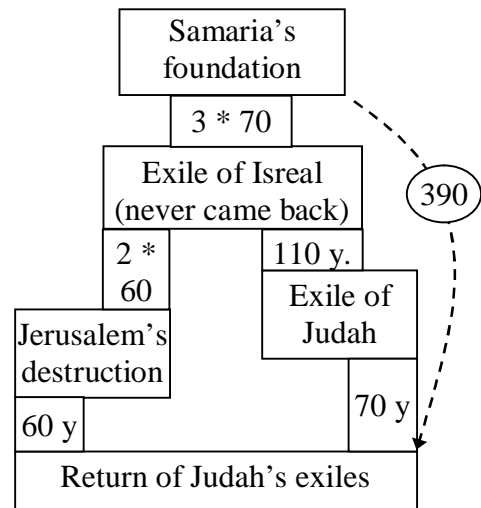 Samaria's
foundation
3 * 70
390
Exile of Isreal
(never came back)
2 *
60
110 y.
Exile of
Judah
Jerusalem's
destruction
60 y
70 y
Return of Judah's exiles